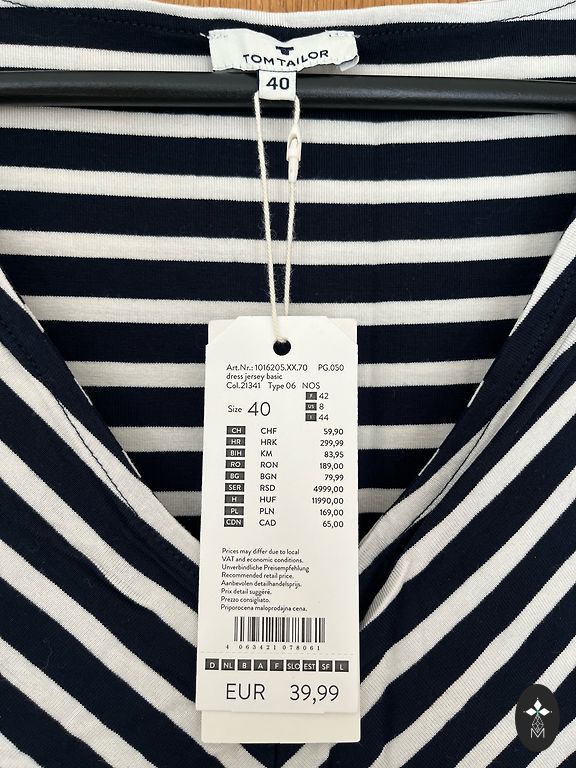 TOM TAILOR
40
Art.Nr.: 1016205.XX.70 PG.050
dress jersey basic
Col.21341 Type 06 NOS
F 42
Size 40 US 8
I 44
CH CHF 59,90
HR HRK 299,99
BIH KM 83,95
RO RON 189,00
BG BGN 79,99
SER RSD 4999,00
H HUF 11990,00
PL PLN 169,00
CDN CAD 65,00
Prices may differ due to local
VAT and economic conditions.
Unverbindliche Preisempfehlung
Recommended retail price.
Aanbevolen detailhandelsprijs.
Prix detail suggéré.
Prezzo consigliato.
Priporocena maloprodajna cena.
4 063421 078061
D NL B A F SLO EST SF L
EUR 39,99
M